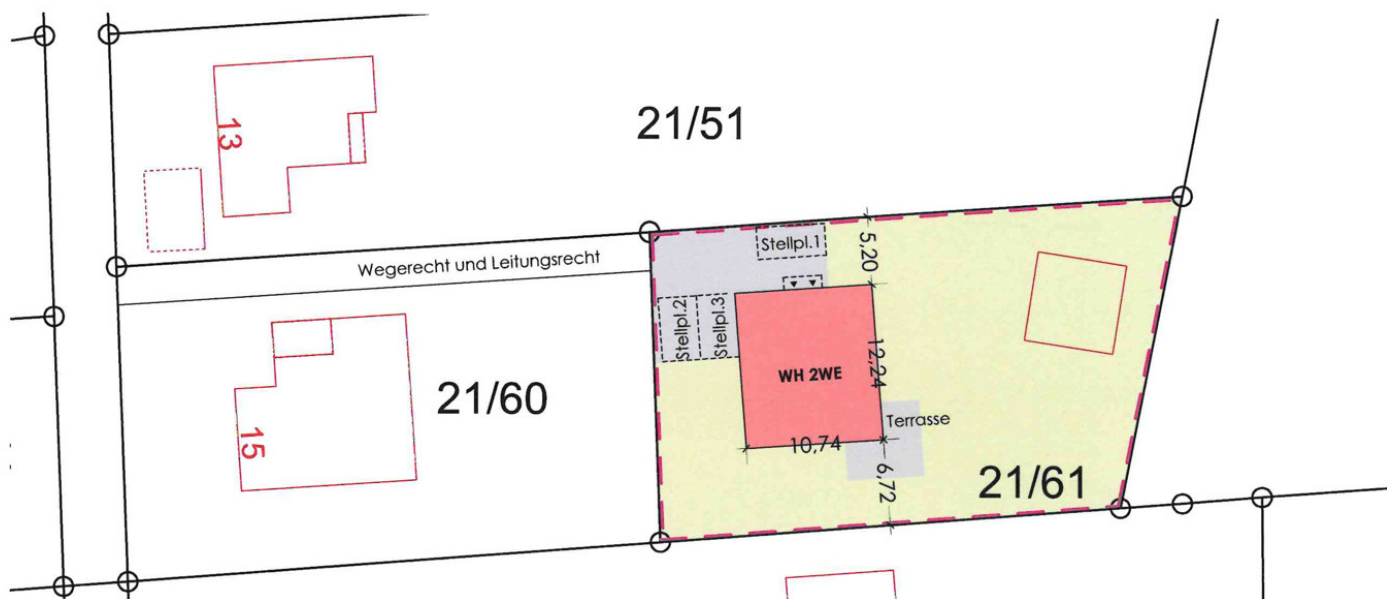 21/51
13
Wegerecht und Leitungsrecht
Stellpl.1
5,20
Stellpl.2
Stellpl.3
12,24
WH 2WE
21/60
15
10,74
Terrasse
6,72
21/61